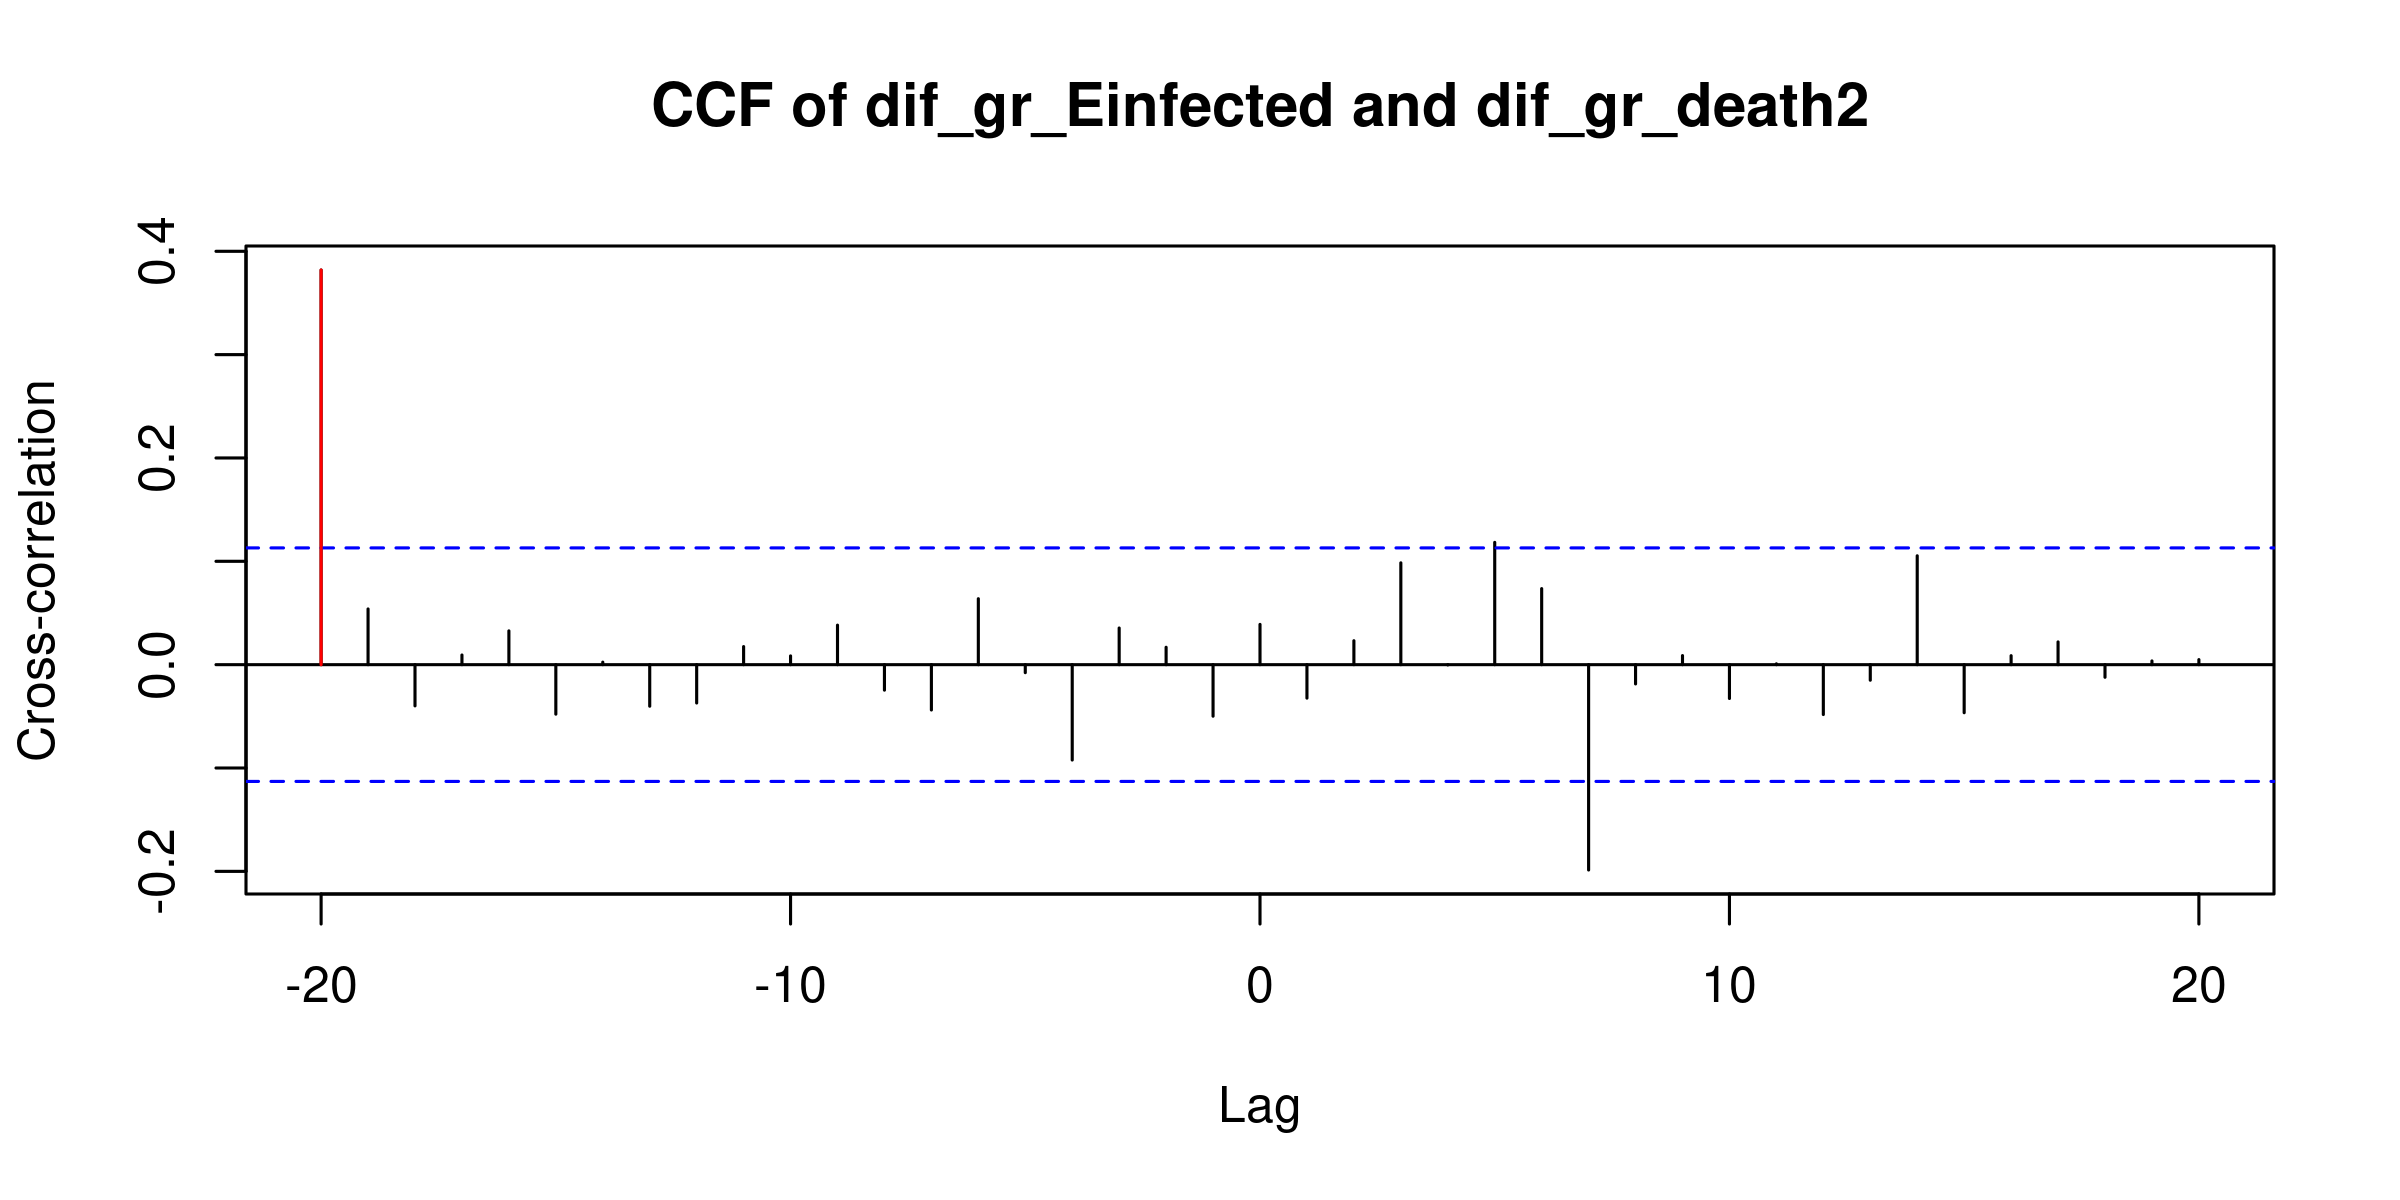 CCF of dif_gr_Einfected and dif_gr_death2
Cross-correlation
0.4
0.2
0.0
-0.2
-20 -10 0 10 20
Lag